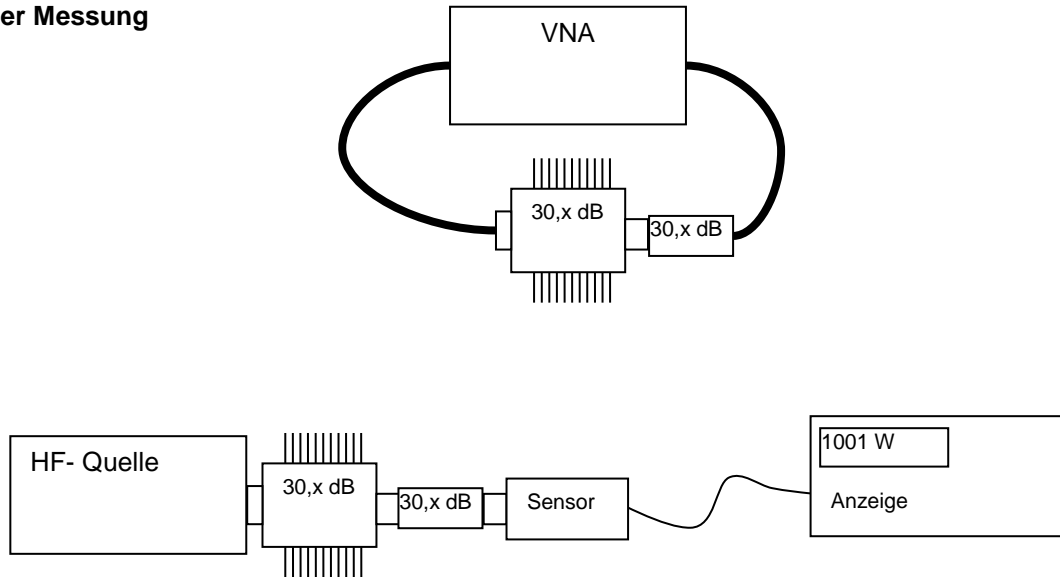 er Messung
VNA
30,x dB
30,x dB
HF- Quelle
30,x dB
30,x dB
Sensor
1001 W
Anzeige